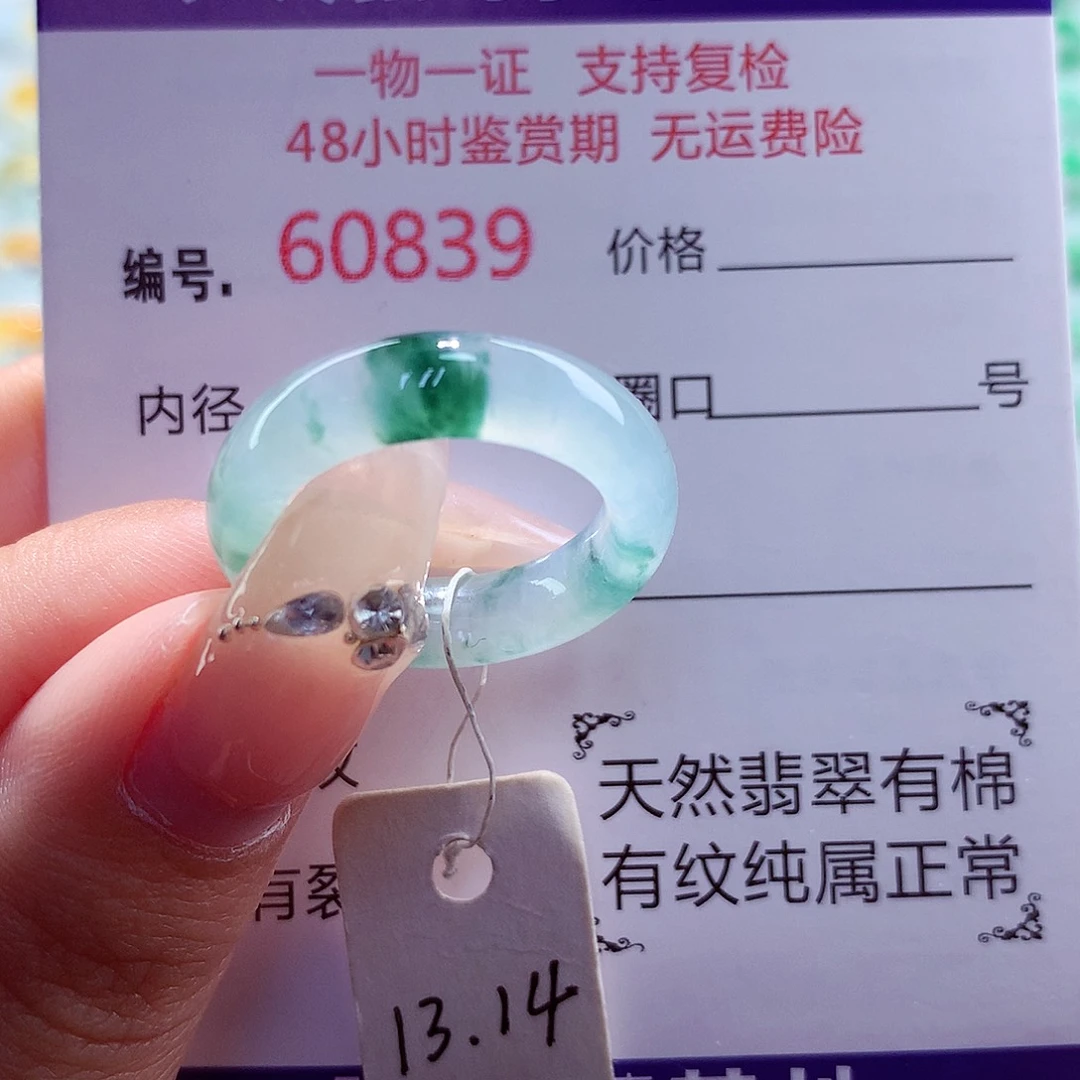 一物一证 支持复检
48小时鉴赏期 无运费险
编号. 60839 价格
内径 圈口 号
天然翡翠有棉
有纹纯属正常
有裂
13.14